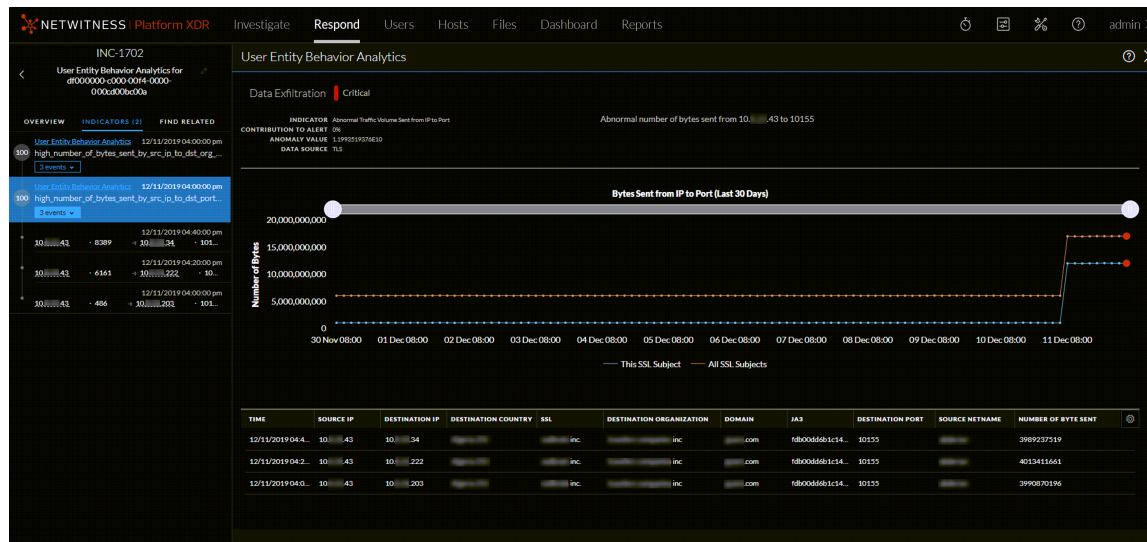 NETWITNESS Platform XDR
Investigate Respond Users Hosts Files Dashboard Reports admin
INC-1702
User Entity Behavior Analytics for
df000000-c000-00f4-0000-
000cd00bc00a
OVERVIEW INDICATORS (2) FIND RELATED
100
User Entity Behavior Analytics 12/11/2019 04:00:00 pm
high_number_of_bytes_sent_by_src_ip_to_dst_org_...
3 events
100
User Entity Behavior Analytics 12/11/2019 04:00:00 pm
high_number_of_bytes_sent_by_src_ip_to_dst_port...
3 events
12/11/2019 04:40:00 pm
10. .43 · 8389 10. .34 · 101...
12/11/2019 04:20:00 pm
10. .43 · 6161 10. .222 · 10...
12/11/2019 04:00:00 pm
10. .43 · 486 10. .203 · 101...
User Entity Behavior Analytics
Data Exfiltration Critical
INDICATOR Abnormal Traffic Volume Sent from IP to Port
CONTRIBUTION TO ALERT 0%
ANOMALY VALUE 1.1993519376E10
DATA SOURCE TLS
Abnormal number of bytes sent from 10. .43 to 10155
Bytes Sent from IP to Port (Last 30 Days)
Number of Bytes
20,000,000,000
15,000,000,000
10,000,000,000
5,000,000,000
0
30 Nov 08:00 01 Dec 08:00 02 Dec 08:00 03 Dec 08:00 04 Dec 08:00 05 Dec 08:00 06 Dec 08:00 07 Dec 08:00 08 Dec 08:00 09 Dec 08:00 10 Dec 08:00 11 Dec 08:00
This SSL Subject All SSL Subjects
TIME SOURCE IP DESTINATION IP DESTINATION COUNTRY SSL DESTINATION ORGANIZATION DOMAIN JA3 DESTINATION PORT SOURCE NETNAME NUMBER OF BYTE SENT
12/11/2019 04:4... 10. .43 10. .34 inc. inc .com fdb00dd6b1c14... 10155 3989237519
12/11/2019 04:2... 10. .43 10. .222 inc. inc .com fdb00dd6b1c14... 10155 4013411661
12/11/2019 04:0... 10 43 10 .203 inc. inc .com fdb00dd6b1c14... 10155 3990870196